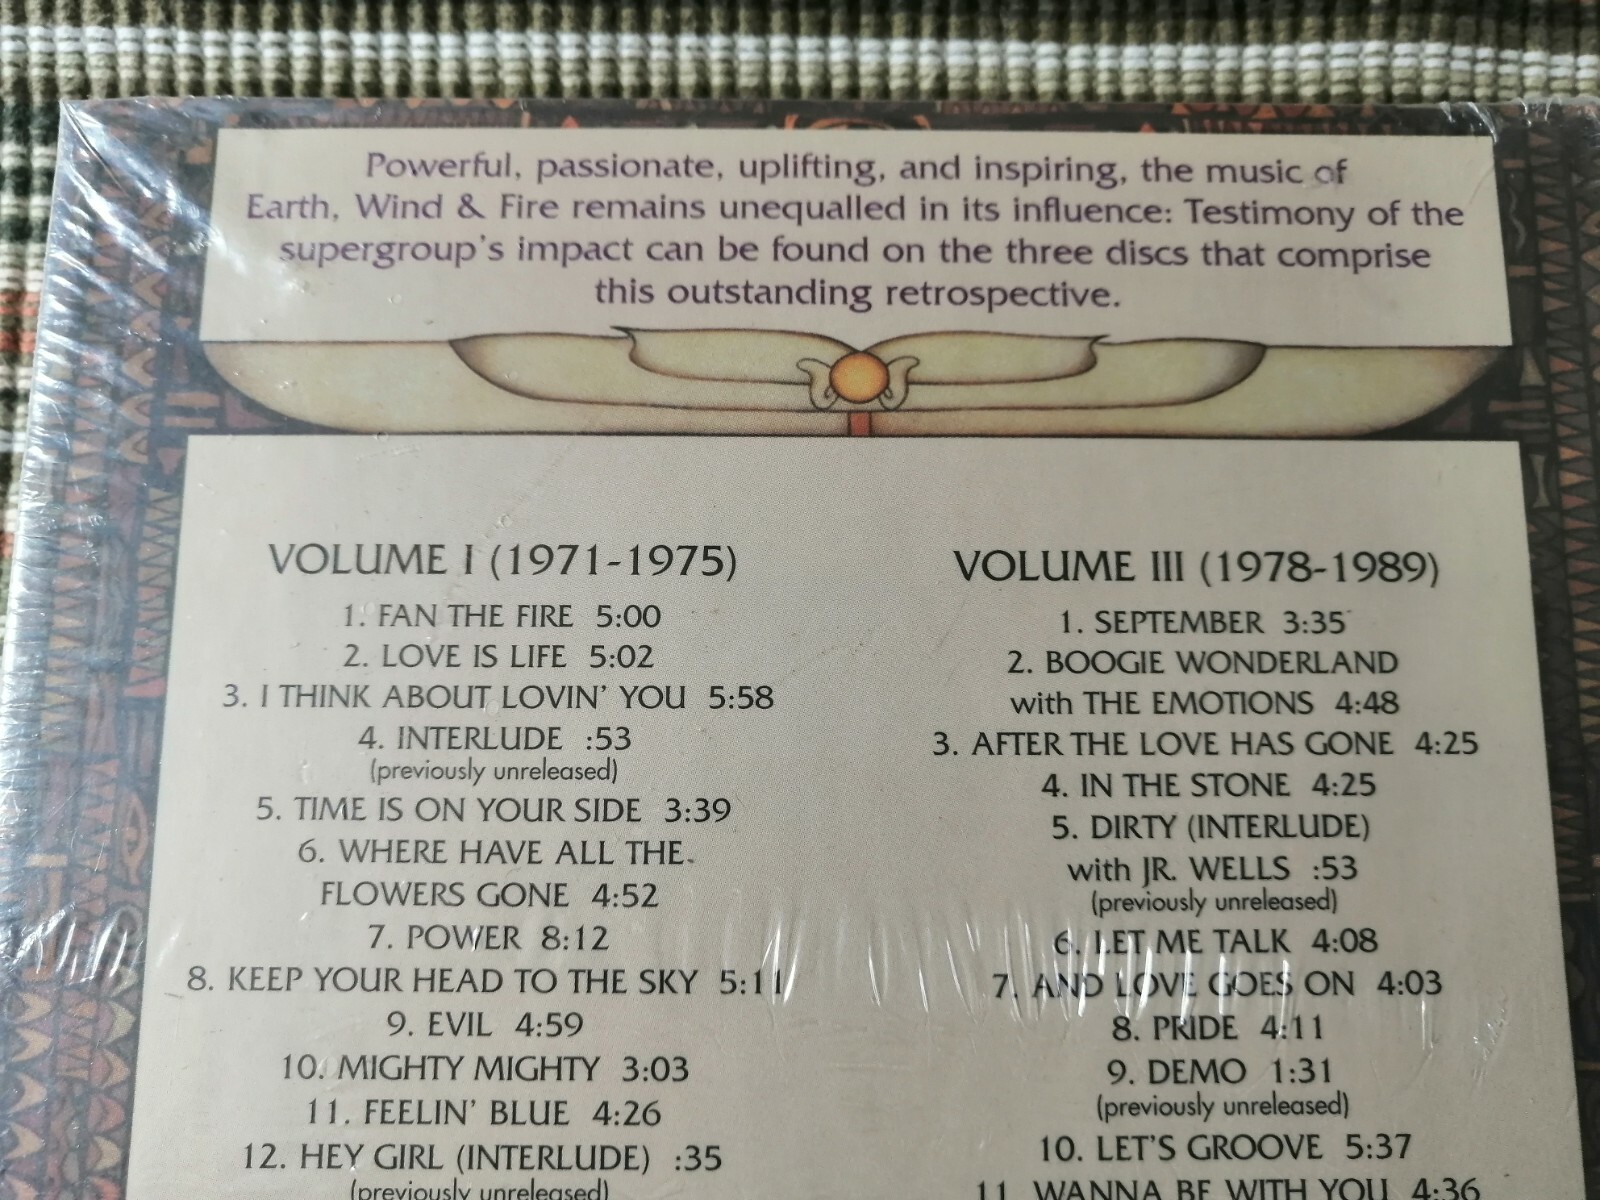 Powerful, passionate, uplifting, and inspiring, the music of
Earth, Wind & Fire remains unequalled in its influence: Testimony of the
supergroup's impact can be found on the three discs that comprise
this outstanding retrospective.
VOLUME I (1971-1975)
1. FAN THE FIRE 5:00
2. LOVE IS LIFE 5:02
3. I THINK ABOUT LOVIN' YOU 5:58
4. INTERLUDE :53
(previously unreleased)
5. TIME IS ON YOUR SIDE 3:39
6. WHERE HAVE ALL THE
FLOWERS GONE 4:52
7. POWER 8:12
8. KEEP YOUR HEAD TO THE SKY 5:11
9. EVIL 4:59
10. MIGHTY MIGHTY 3:03
11. FEELIN' BLUE 4:26
12. HEY GIRL (INTERLUDE) :35
(previously unreleased)
VOLUME III (1978-1989)
1. SEPTEMBER 3:35
2. BOOGIE WONDERLAND
with THE EMOTIONS 4:48
3. AFTER THE LOVE HAS GONE 4:25
4. IN THE STONE 4:25
5. DIRTY (INTERLUDE)
with JR. WELLS :53
(previously unreleased)
6. LET ME TALK 4:08
7. AND LOVE GOES ON 4:03
8. PRIDE 4:11
9. DEMO 1:31
(previously unreleased)
10. LET'S GROOVE 5:37
11. WANNA BE WITH YOU 4:36